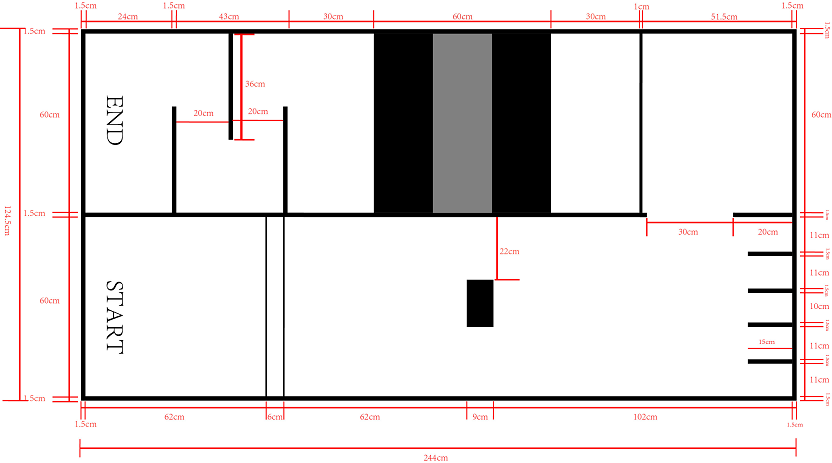 1.5cm 1.5cm 1cm 1.5cm
24cm 43cm 30cm 60cm 30cm 51.5cm
1.5cm 1.5cm
36cm
60cm END 20cm 20cm 60cm
124.5cm 1.5cm
30cm 20cm 11cm
22cm
11cm
60cm START 10cm
15cm 11cm
11cm
1.5cm 1.5cm
62cm 6cm 62cm 9cm 102cm
1.5cm 1.5cm
244cm